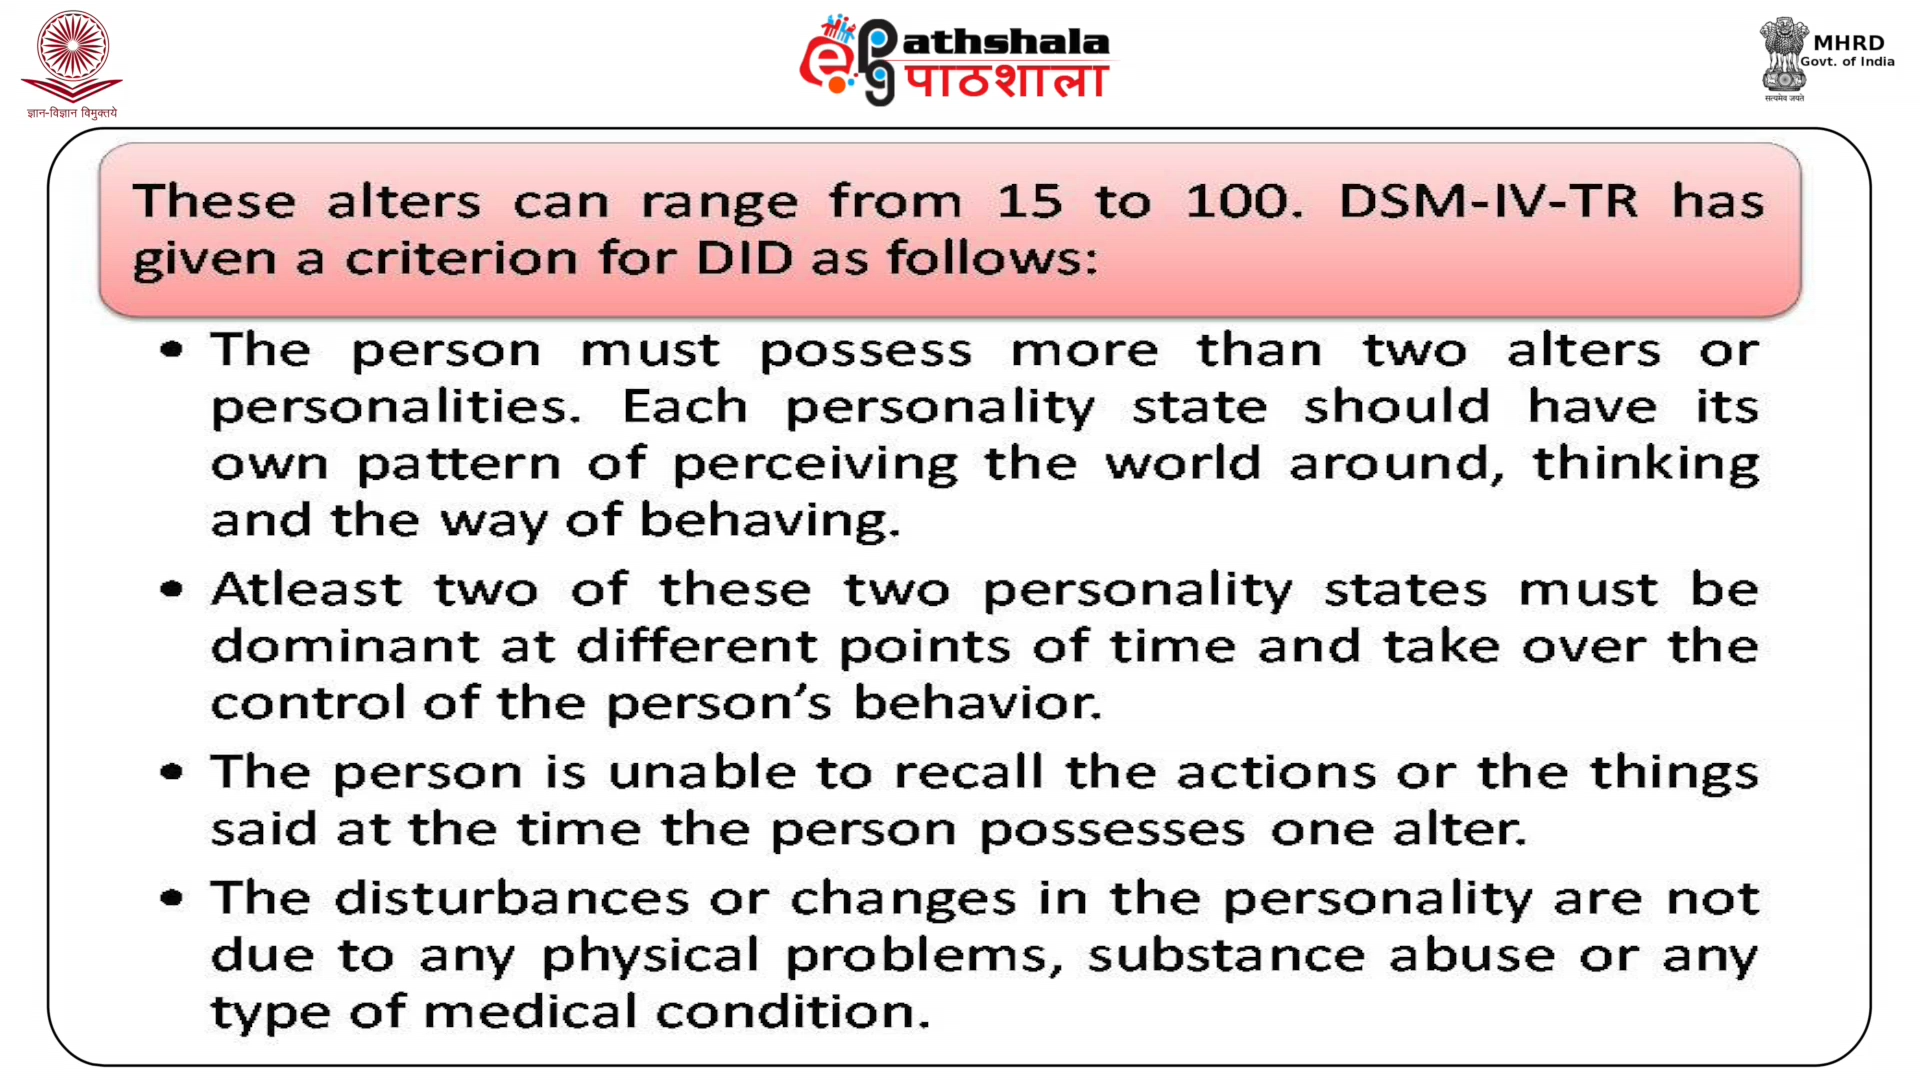 ज्ञान-विज्ञान विमुक्तये
ePG Pathshala
पाठशाला
MHRD
Govt. of India
सत्यमेव जयते
These alters can range from 15 to 100. DSM-IV-TR has
given a criterion for DID as follows:
• The person must possess more than two alters or
personalities. Each personality state should have its
own pattern of perceiving the world around, thinking
and the way of behaving.
• Atleast two of these two personality states must be
dominant at different points of time and take over the
control of the person’s behavior.
• The person is unable to recall the actions or the things
said at the time the person possesses one alter.
• The disturbances or changes in the personality are not
due to any physical problems, substance abuse or any
type of medical condition.